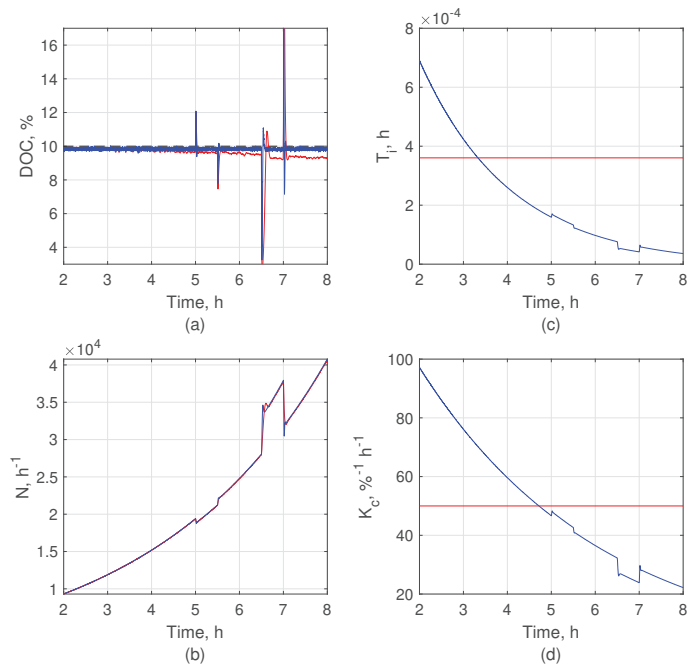 16
14
12
10
8
6
4
DOC, %
2 3 4 5 6 7 8
Time, h
(a)
×10⁻⁴
8
6
4
2
0
Tᵢ, h
2 3 4 5 6 7 8
Time, h
(c)
×10⁴
4
3.5
3
2.5
2
1.5
1
N, h⁻¹
2 3 4 5 6 7 8
Time, h
(b)
100
80
60
40
20
K_c, %⁻¹ h⁻¹
2 3 4 5 6 7 8
Time, h
(d)